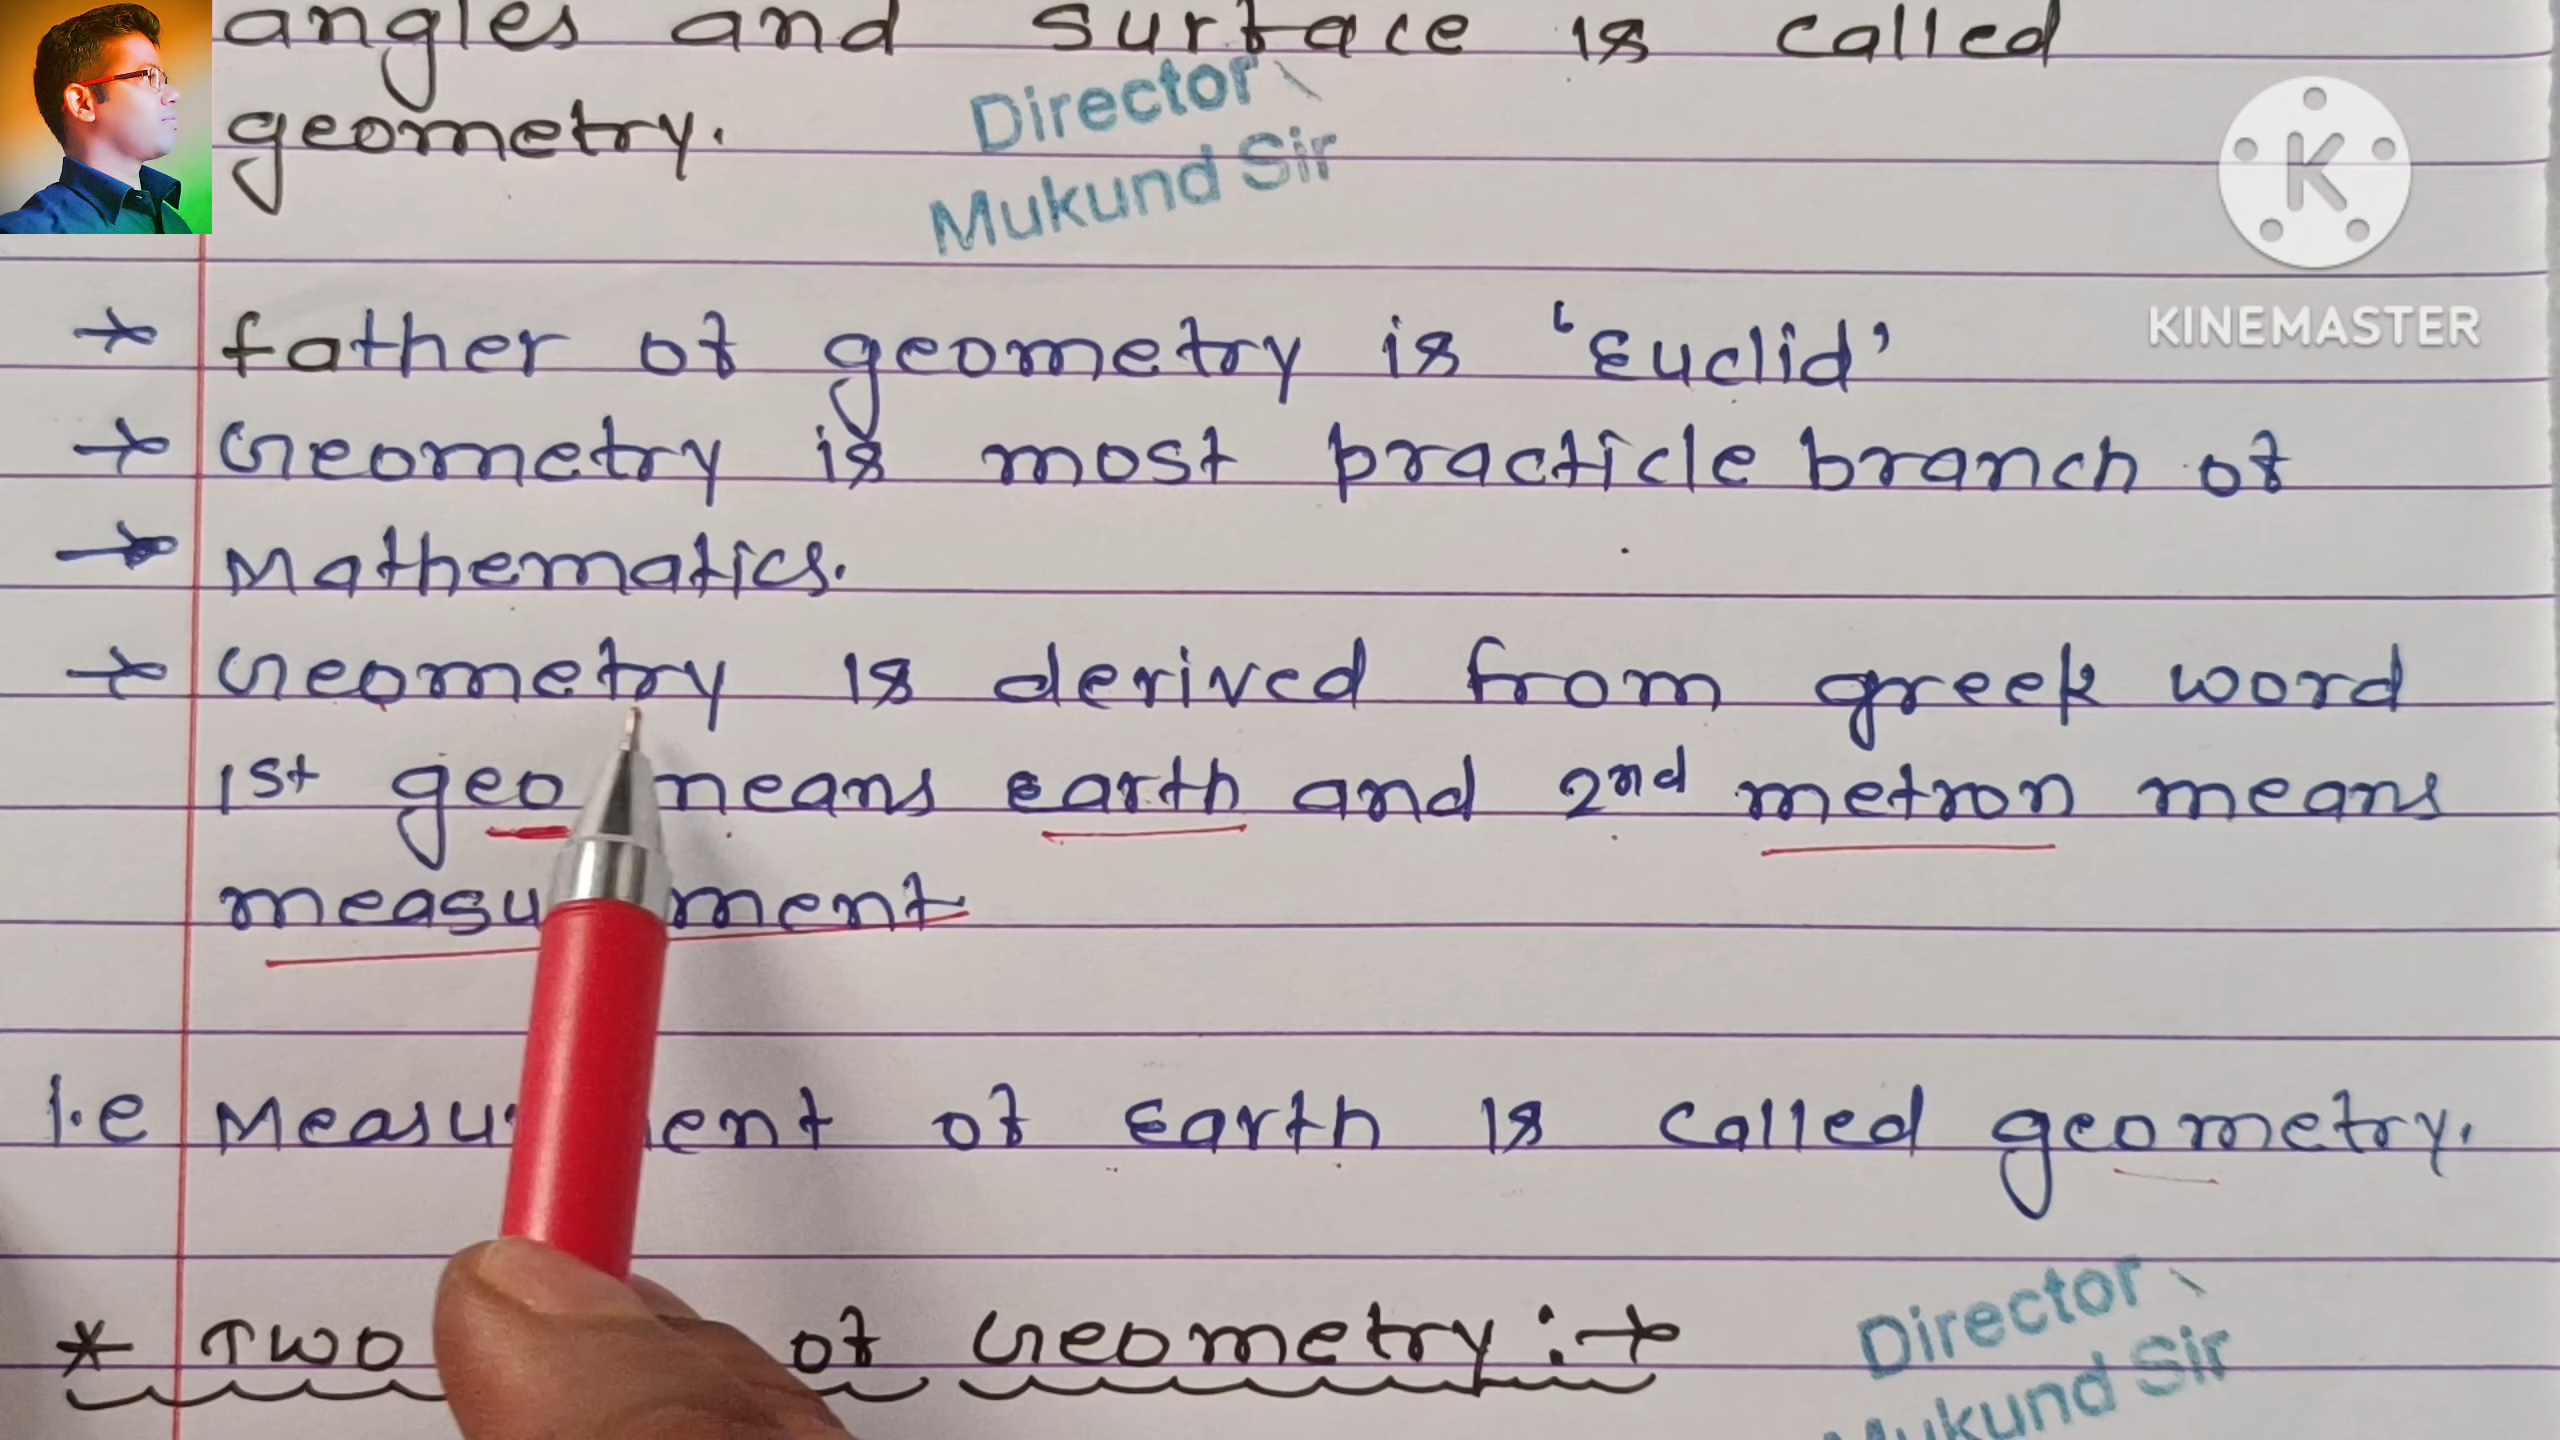 angles and surface is called
geometry.
Director
Mukund Sir
KINEMASTER
→ father of geometry is 'Euclid'
→ Geometry is most practicle branch of
→ Mathematics.
→ Geometry is derived from greek word
1st geo means earth and 2nd metron means
measu ment
I.e Measu ent of Earth is called geometry.
* Two of Geometry :→
Director
Mukund Sir